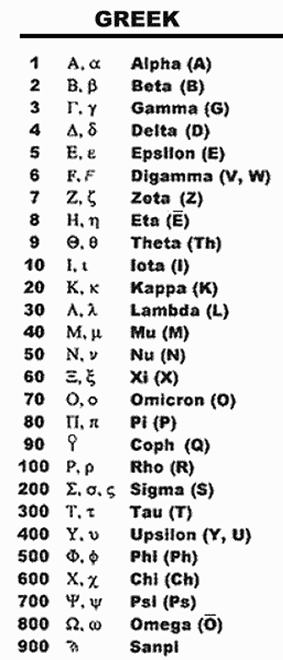 GREEK
1 Α, α Alpha (A)
2 Β, β Beta (B)
3 Γ, γ Gamma (G)
4 Δ, δ Delta (D)
5 Ε, ε Epsilon (E)
6 Ϝ, ϝ Digamma (V, W)
7 Ζ, ζ Zota (Z)
8 Η, η Eta (Ē)
9 Θ, θ Theta (Th)
10 Ι, ι Iota (I)
20 Κ, κ Kappa (K)
30 Λ, λ Lambda (L)
40 Μ, μ Mu (M)
50 Ν, ν Nu (N)
60 Ξ, ξ Xi (X)
70 Ο, ο Omicron (O)
80 Π, π Pi (P)
90 ϙ Coph (Q)
100 Ρ, ρ Rho (R)
200 Σ, σ, ς Sigma (S)
300 Τ, τ Tau (T)
400 Υ, υ Upsilon (Y, U)
500 Φ, φ Phi (Ph)
600 Χ, χ Chi (Ch)
700 Ψ, ψ Psi (Ps)
800 Ω, ω Omega (Ō)
900 ϡ Sanpi